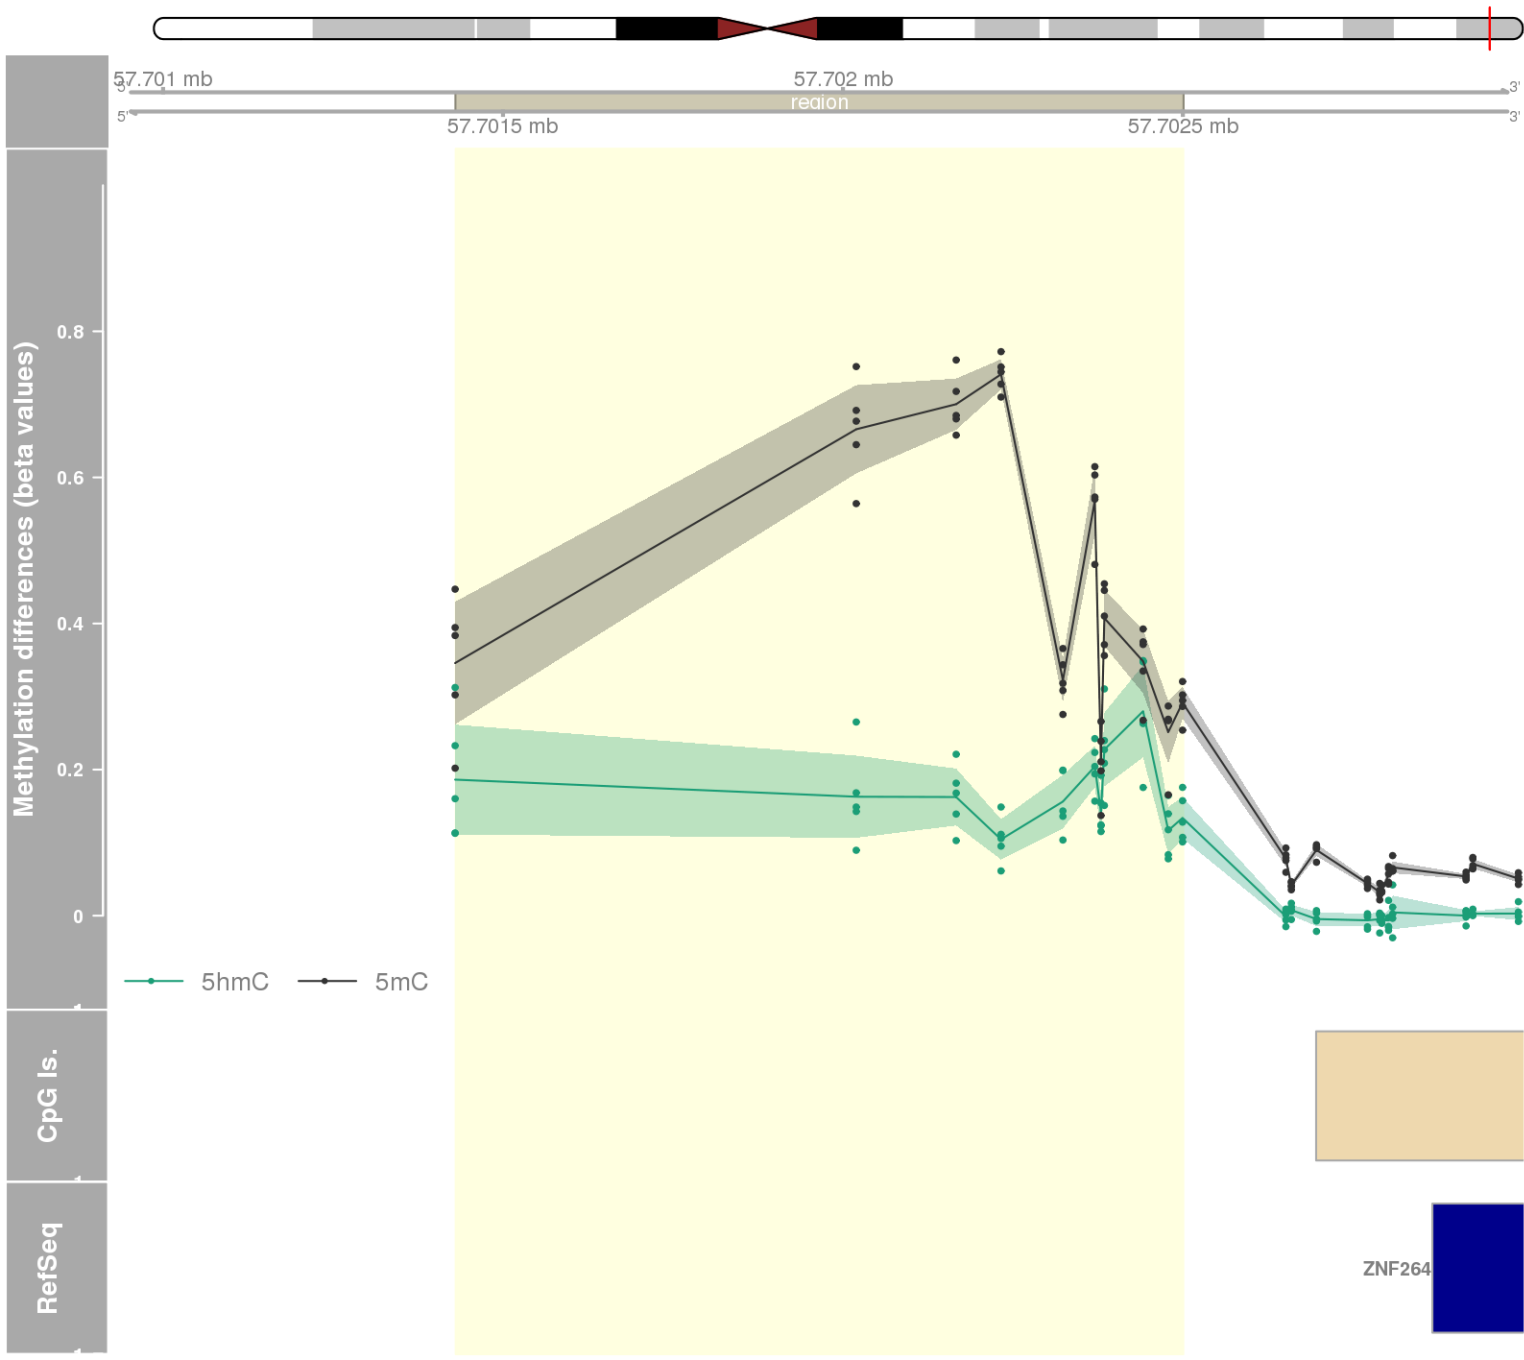 57.701 mb
57.702 mb
3'
3'
region
5'
3'
57.7015 mb
57.7025 mb
Methylation differences (beta values)
0.8
0.6
0.4
0.2
0
5hmC
5mC
CpG Is.
RefSeq
ZNF264